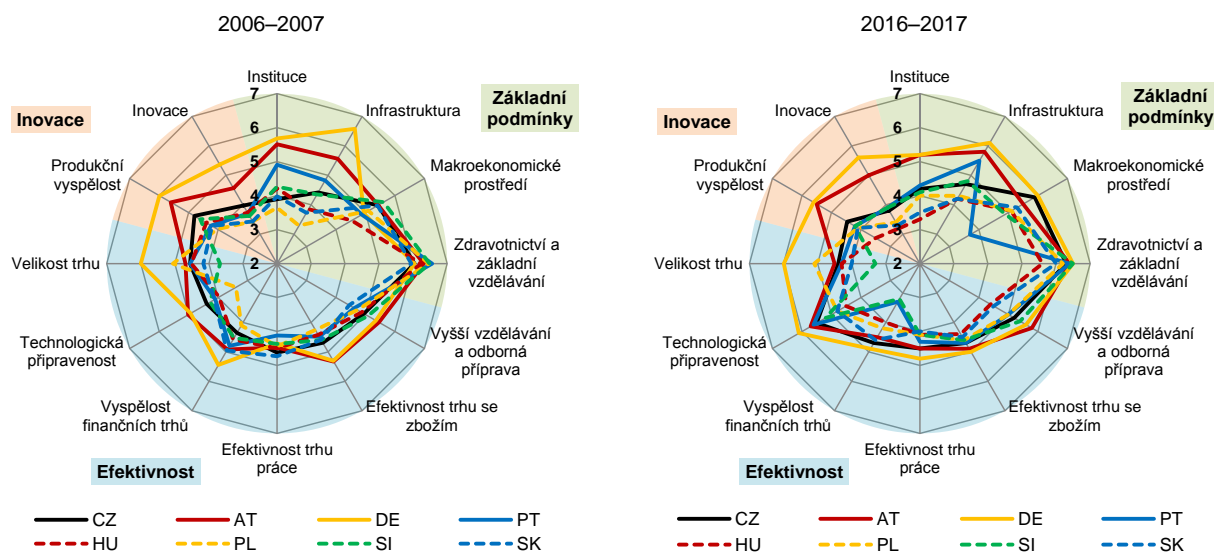 2006–2007
Instituce
Infrastruktura
Makroekonomické
prostředí
Zdravotnictví a
základní
vzdělávání
Vyšší vzdělávání
a odborná
příprava
Efektivnost trhu se
zbožím
Efektivnost trhu
práce
Vyspělost
finančních trhů
Technologická
připravenost
Velikost trhu
Produkční
vyspělost
Inovace
7
6
5
4
3
2
Inovace
Základní
podmínky
Efektivnost
CZ
AT
DE
PT
HU
PL
SI
SK
2016–2017
Instituce
Infrastruktura
Makroekonomické
prostředí
Zdravotnictví a
základní
vzdělávání
Vyšší vzdělávání
a odborná
příprava
Efektivnost trhu se
zbožím
Efektivnost trhu
práce
Vyspělost
finančních trhů
Technologická
připravenost
Velikost trhu
Produkční
vyspělost
Inovace
7
6
5
4
3
2
Inovace
Základní
podmínky
Efektivnost
CZ
AT
DE
PT
HU
PL
SI
SK